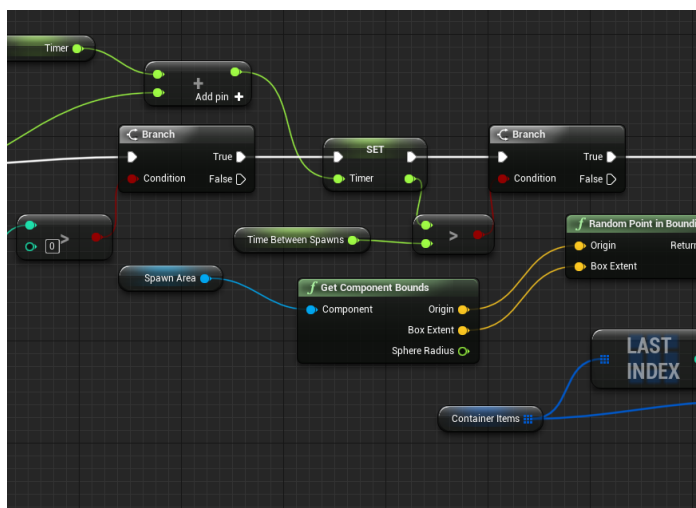 Timer
+
Add pin +
Branch
True
Condition
False
SET
Timer
Branch
True
Condition
False
0
>
Time Between Spawns
>
f Random Point in Boundi
Origin
Retur
Box Extent
Spawn Area
f Get Component Bounds
Component
Origin
Box Extent
Sphere Radius
LAST
INDEX
Container Items